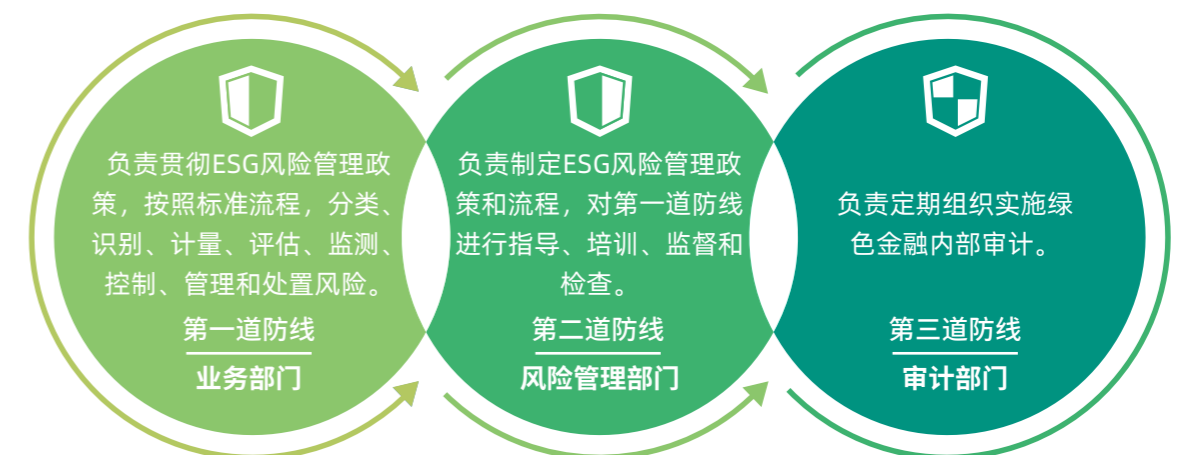 负责贯彻ESG风险管理政
策，按照标准流程，分类、
识别、计量、评估、监测、
控制、管理和处置风险。
第一道防线
业务部门
负责制定ESG风险管理政
策和流程，对第一道防线
进行指导、培训、监督和
检查。
第二道防线
风险管理部门
负责定期组织实施绿
色金融内部审计。
第三道防线
审计部门